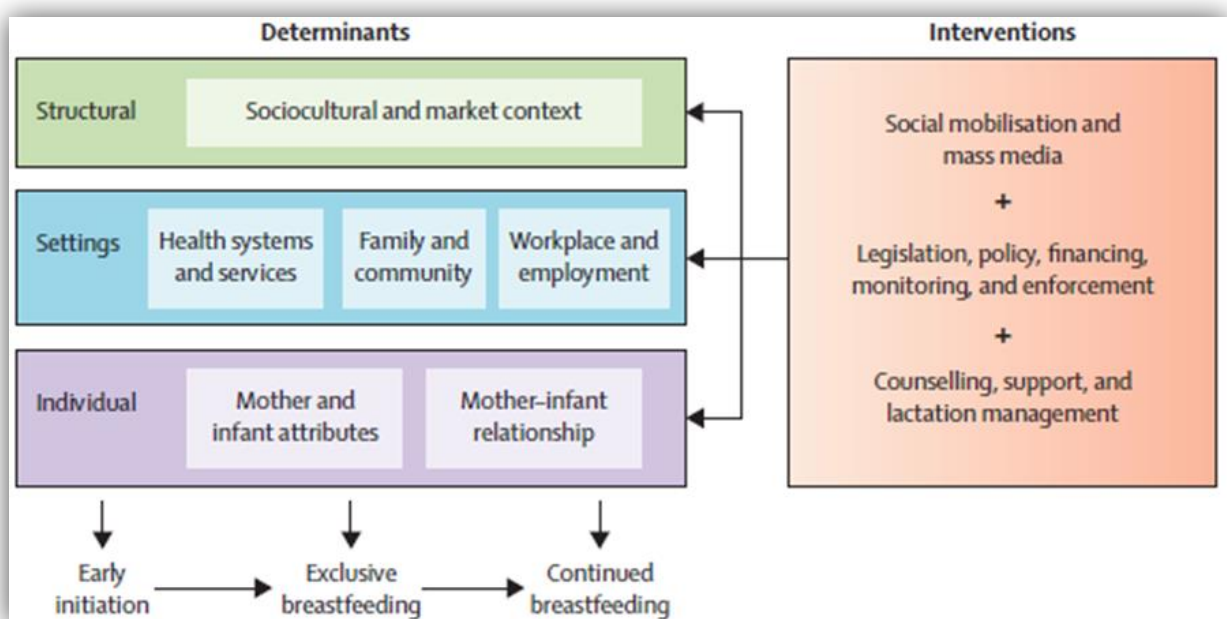 Determinants
Structural
Sociocultural and market context
Settings
Health systems
and services
Family and
community
Workplace and
employment
Individual
Mother and
infant attributes
Mother–infant
relationship
Early
initiation
Exclusive
breastfeeding
Continued
breastfeeding
Interventions
Social mobilisation and
mass media
+
Legislation, policy, financing,
monitoring, and enforcement
+
Counselling, support, and
lactation management